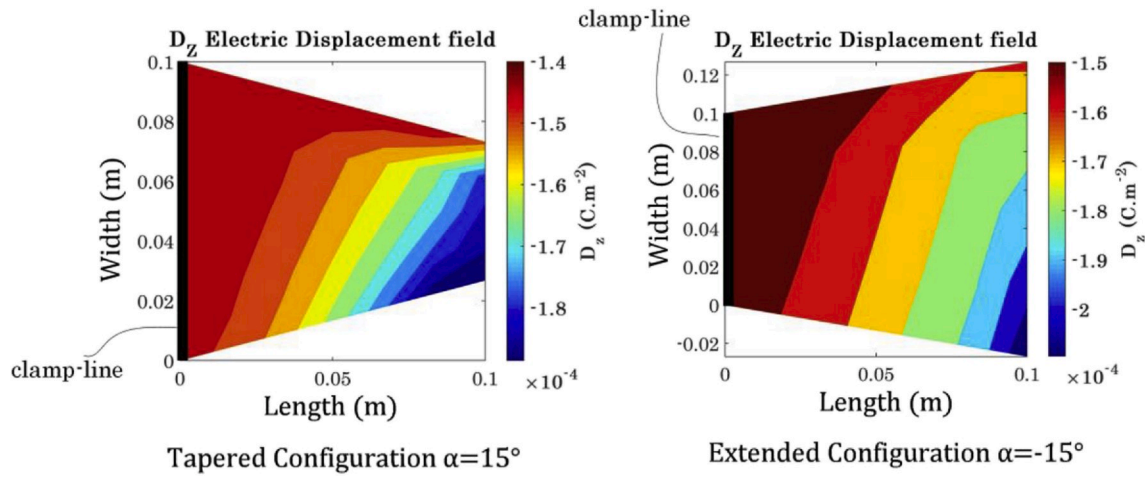 clamp-line
D_Z Electric Displacement field
0.1
0.08
0.06
0.04
0.02
0
Width (m)
0
0.05
0.1
Length (m)
-1.4
-1.5
-1.6
-1.7
-1.8
×10⁻⁴
D_z (C.m⁻²)
clamp-line
Tapered Configuration α=15°
clamp-line
D_Z Electric Displacement field
0.12
0.1
0.08
0.06
0.04
0.02
0
-0.02
Width (m)
0
0.05
0.1
Length (m)
-1.5
-1.6
-1.7
-1.8
-1.9
-2
×10⁻⁴
D_z (C.m⁻²)
Extended Configuration α=-15°